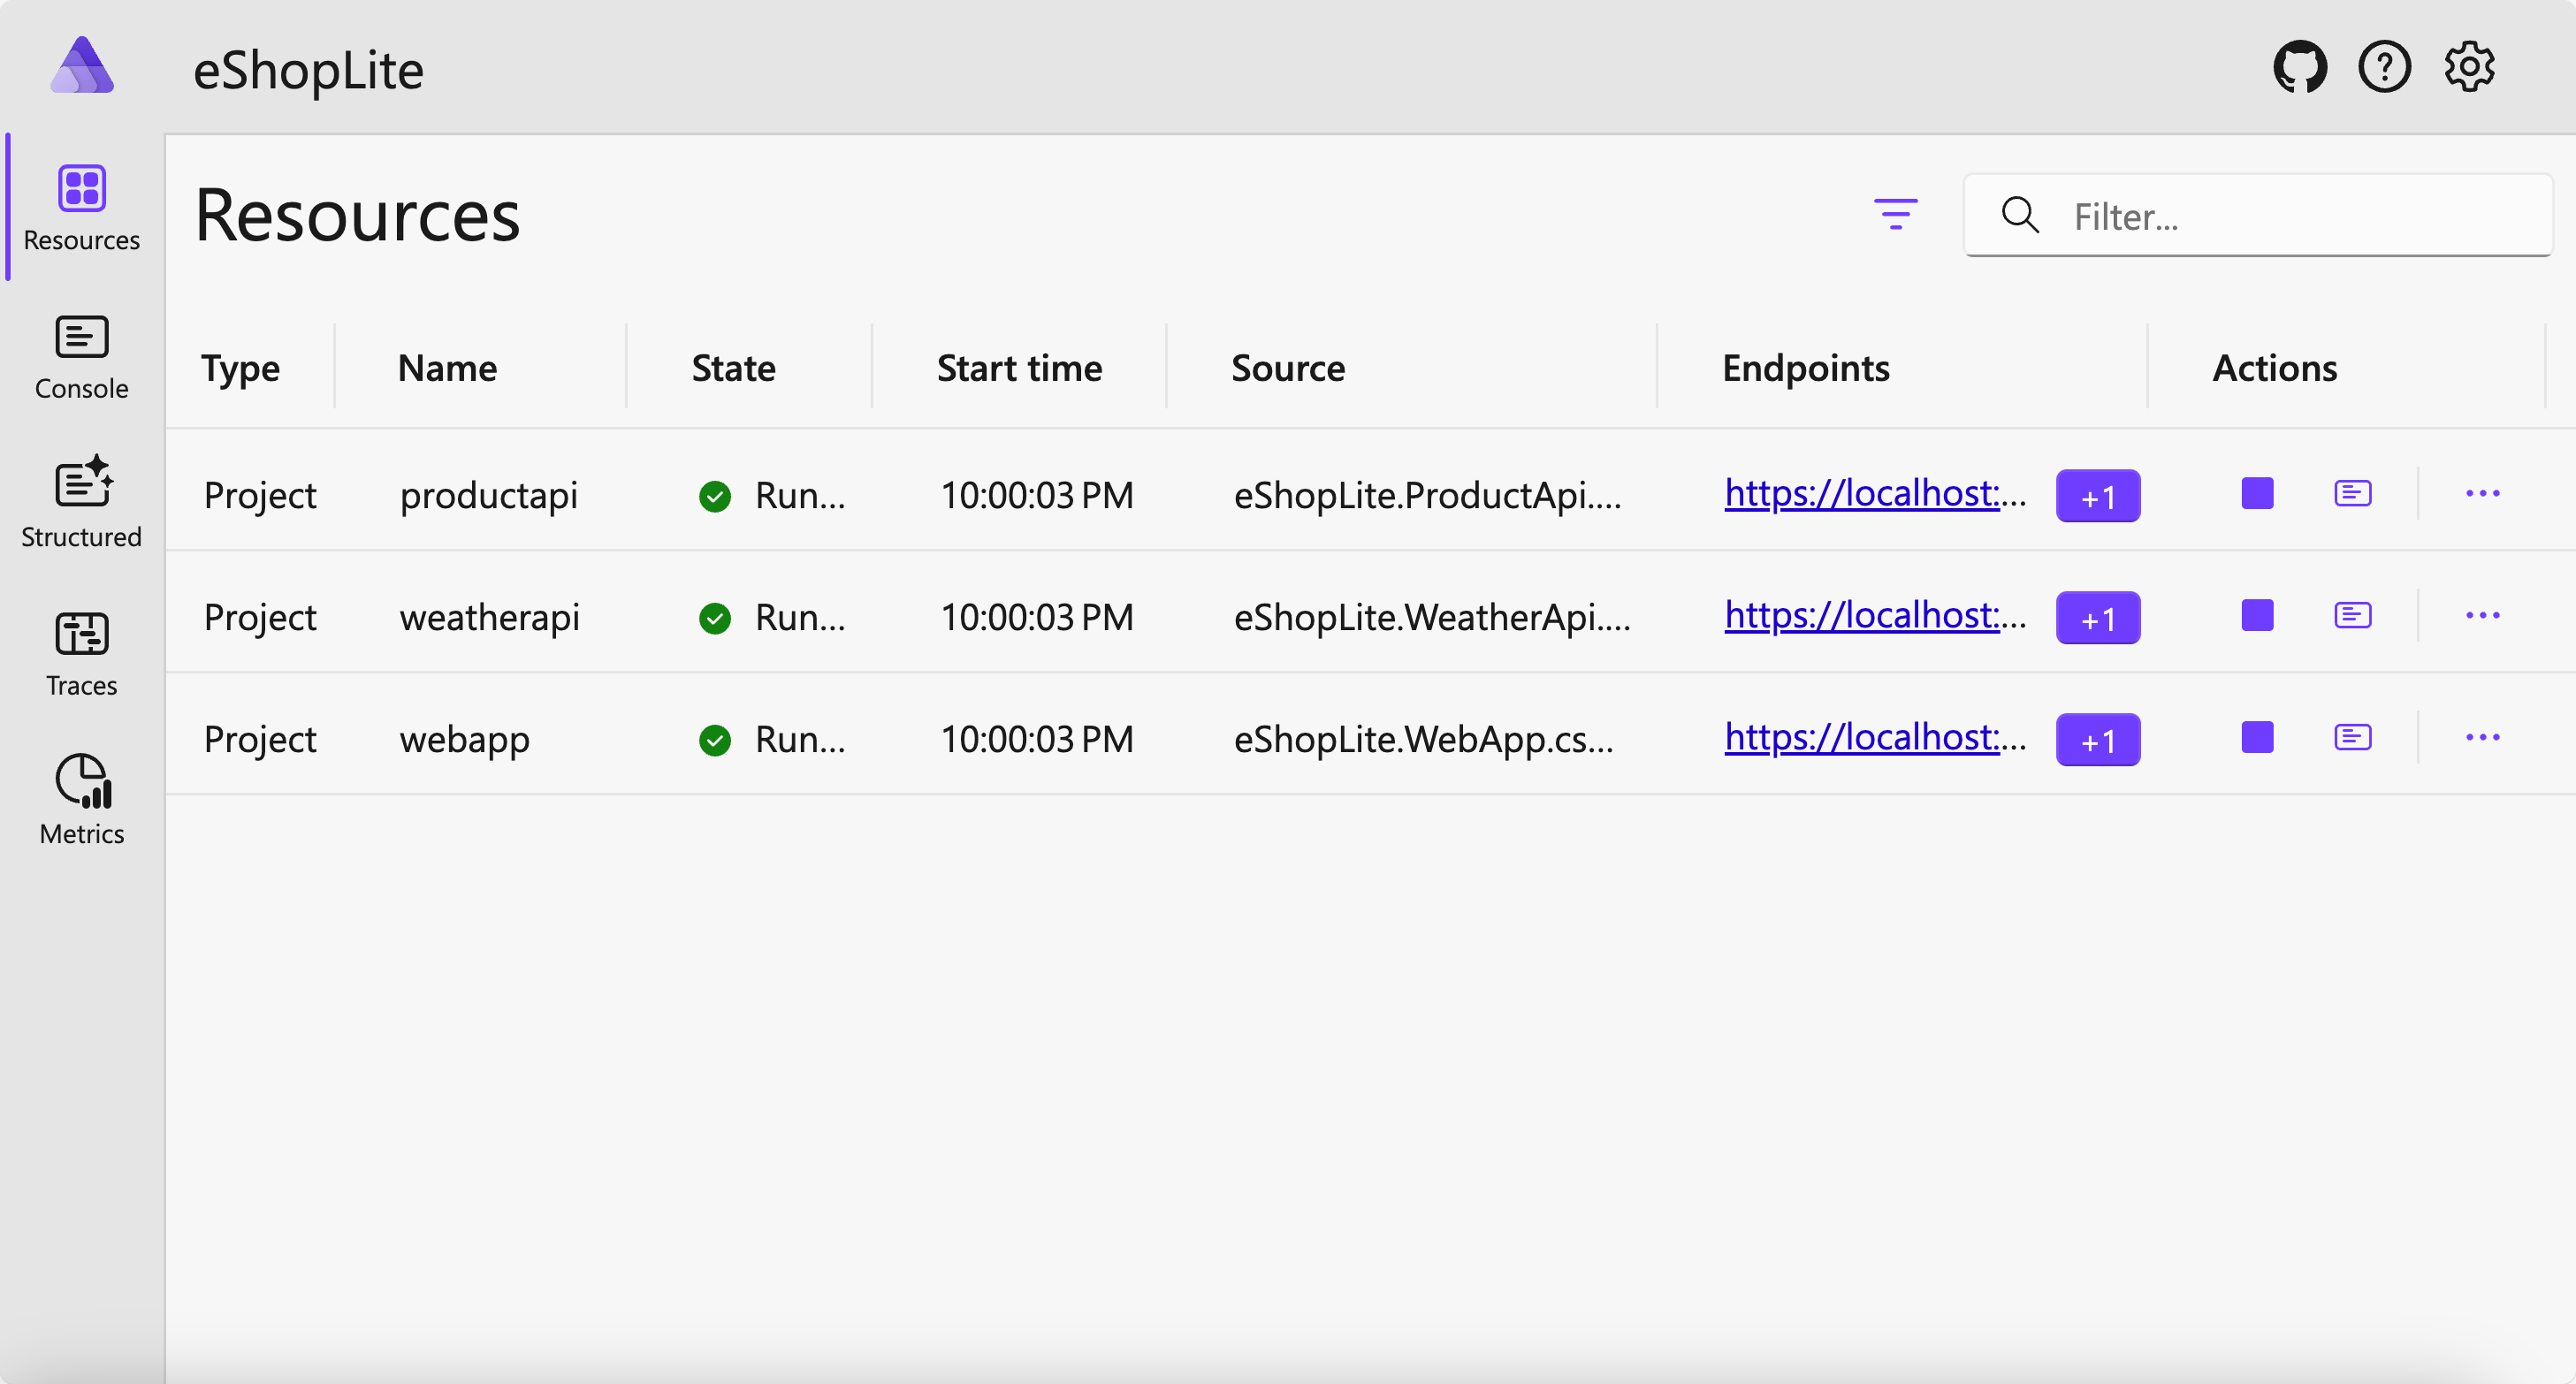 eShopLite
Resources
Console
Structured
Traces
Metrics
Resources
Filter...
Type Name State Start time Source Endpoints Actions
Project productapi Run... 10:00:03 PM eShopLite.ProductApi.... https://localhost:... +1
Project weatherapi Run... 10:00:03 PM eShopLite.WeatherApi.... https://localhost:... +1
Project webapp Run... 10:00:03 PM eShopLite.WebApp.cs... https://localhost:... +1